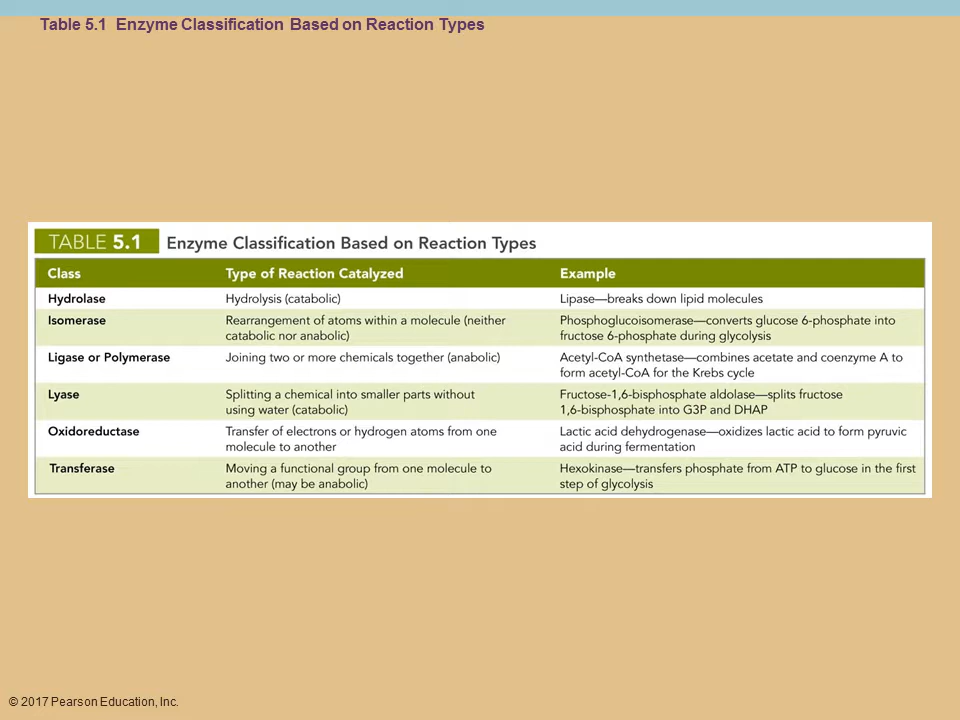 Table 5.1 Enzyme Classification Based on Reaction Types
TABLE 5.1 Enzyme Classification Based on Reaction Types
Class Type of Reaction Catalyzed Example
Hydrolase Hydrolysis (catabolic) Lipase—breaks down lipid molecules
Isomerase Rearrangement of atoms within a molecule (neither Phosphoglucoisomerase—converts glucose 6-phosphate into
catabolic nor anabolic) fructose 6-phosphate during glycolysis
Ligase or Polymerase Joining two or more chemicals together (anabolic) Acetyl-CoA synthetase—combines acetate and coenzyme A to
form acetyl-CoA for the Krebs cycle
Lyase Splitting a chemical into smaller parts without Fructose-1,6-bisphosphate aldolase—splits fructose
using water (catabolic) 1,6-bisphosphate into G3P and DHAP
Oxidoreductase Transfer of electrons or hydrogen atoms from one Lactic acid dehydrogenase—oxidizes lactic acid to form pyruvic
molecule to another acid during fermentation
Transferase Moving a functional group from one molecule to Hexokinase—transfers phosphate from ATP to glucose in the first
another (may be anabolic) step of glycolysis
© 2017 Pearson Education, Inc.